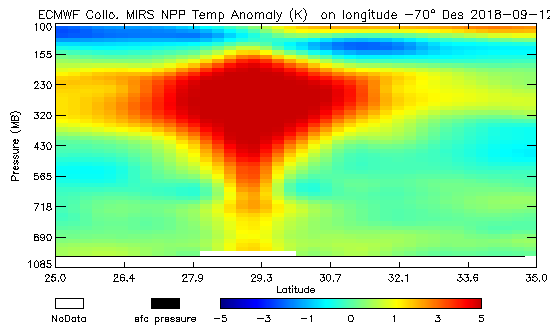 ECMWF Collo. MIRS NPP Temp Anomaly (K) on longitude -70° Des 2018-09-12
Pressure (MB)
100
155
230
320
430
565
718
890
1085
25.0 26.4 27.9 29.3 30.7 32.1 33.6 35.0
Latitude
NoData sfc pressure -5 -3 -1 0 1 3 5